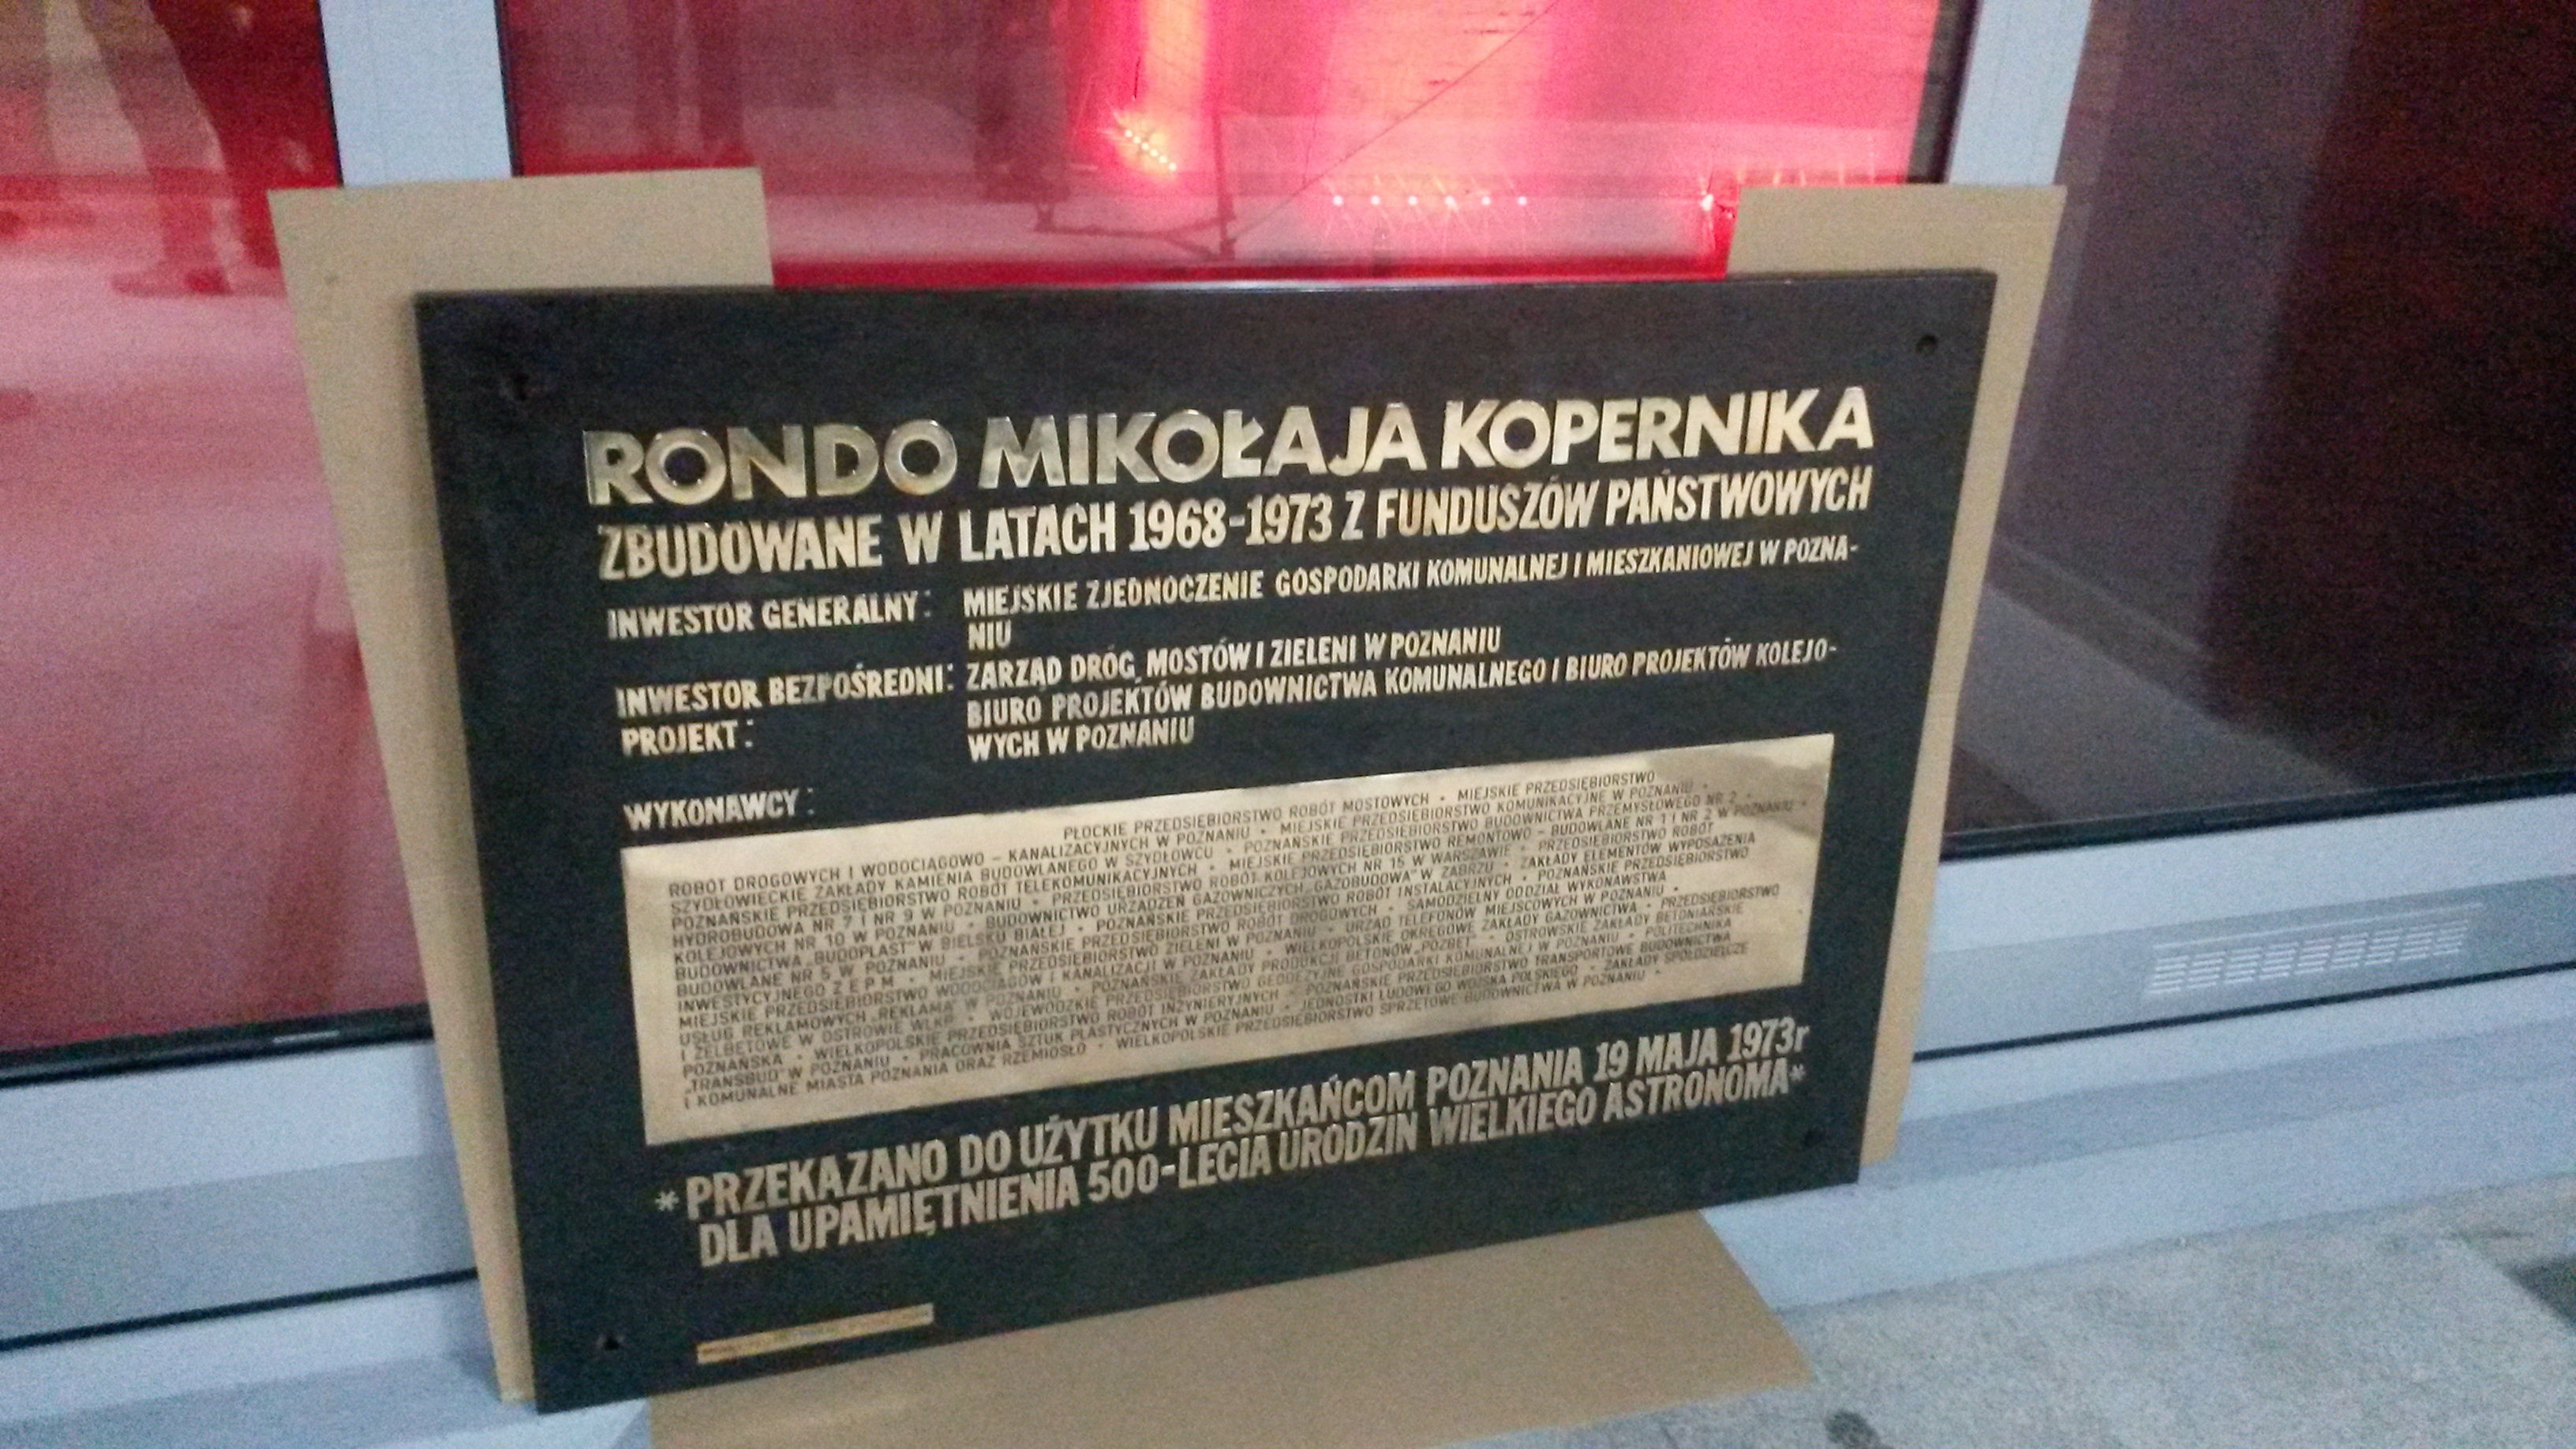 RONDO MIKOŁAJA KOPERNIKA
ZBUDOWANE W LATACH 1968-1973 Z FUNDUSZÓW PAŃSTWOWYCH
INWESTOR GENERALNY: MIEJSKIE ZJEDNOCZENIE GOSPODARKI KOMUNALNEJ I MIESZKANIOWEJ W POZNA-
NIU
INWESTOR BEZPOŚREDNI: ZARZĄD DRÓG, MOSTÓW I ZIELENI W POZNANIU
PROJEKT: BIURO PROJEKTÓW BUDOWNICTWA KOMUNALNEGO I BIURO PROJEKTÓW KOLEJO-
WYCH W POZNANIU
WYKONAWCY:
PŁOCKIE PRZEDSIĘBIORSTWO ROBÓT MOSTOWYCH • MIEJSKIE PRZEDSIĘBIORSTWO
ROBÓT DROGOWYCH I WODOCIĄGOWO – KANALIZACYJNYCH W POZNANIU • MIEJSKIE PRZEDSIĘBIORSTWO KOMUNIKACYJNE W POZNANIU •
SZYDŁOWIECKIE ZAKŁADY KAMIENIA BUDOWLANEGO W SZYDŁOWCU • POZNAŃSKIE PRZEDSIĘBIORSTWO BUDOWNICTWA PRZEMYSŁOWEGO NR 2 •
POZNAŃSKIE PRZEDSIĘBIORSTWO ROBÓT TELEKOMUNIKACYJNYCH • MIEJSKIE PRZEDSIĘBIORSTWO REMONTOWO – BUDOWLANE NR 1 I NR 2 W POZNANIU •
HYDROBUDOWA NR 7 I NR 9 W POZNANIU • PRZEDSIĘBIORSTWO ROBÓT KOLEJOWYCH NR 15 W WARSZAWIE • PRZEDSIĘBIORSTWO ROBÓT
KOLEJOWYCH NR 10 W POZNANIU • BUDOWNICTWO URZĄDZEŃ GAZOWNICZYCH „GAZOBUDOWA" W ZABRZU • ZAKŁADY ELEMENTÓW WYPOSAŻENIA
BUDOWNICTWA „BUDOPLAST" W BIELSKU BIAŁEJ • POZNAŃSKIE PRZEDSIĘBIORSTWO ROBÓT INSTALACYJNYCH • POZNAŃSKIE PRZEDSIĘBIORSTWO
BUDOWLANE NR 5 W POZNANIU • POZNAŃSKIE PRZEDSIĘBIORSTWO ROBÓT DROGOWYCH • SAMODZIELNY ODDZIAŁ WYKONAWSTWA
INWESTYCYJNEGO Z E P M • MIEJSKIE PRZEDSIĘBIORSTWO ZIELENI W POZNANIU • URZĄD TELEFONÓW MIEJSCOWYCH W POZNANIU •
MIEJSKIE PRZEDSIĘBIORSTWO WODOCIĄGÓW I KANALIZACJI W POZNANIU • WIELKOPOLSKIE OKRĘGOWE ZAKŁADY GAZOWNICTWA • PRZEDSIĘBIORSTWO
USŁUG REKLAMOWYCH „REKLAMA" W POZNANIU • POZNAŃSKIE ZAKŁADY PRODUKCJI BETONÓW „POZBET" • OSTROWSKIE ZAKŁADY BETONIARSKIE
I ŻELBETOWE W OSTROWIE WLKP • WOJEWÓDZKIE PRZEDSIĘBIORSTWO GEODEZYJNE GOSPODARKI KOMUNALNEJ W POZNANIU • POLITECHNIKA
POZNAŃSKA • WIELKOPOLSKIE PRZEDSIĘBIORSTWO ROBÓT INŻYNIERYJNYCH • POZNAŃSKIE PRZEDSIĘBIORSTWO TRANSPORTOWE BUDOWNICTWA
„TRANSBUD" W POZNANIU • PRACOWNIA SZTUK PLASTYCZNYCH W POZNANIU • JEDNOSTKI LUDOWEGO WOJSKA POLSKIEGO • ZAKŁADY SPÓŁDZIELCZE
I KOMUNALNE MIASTA POZNANIA ORAZ RZEMIOSŁO • WIELKOPOLSKIE PRZEDSIĘBIORSTWO SPRZĘTOWE BUDOWNICTWA W POZNANIU •
*PRZEKAZANO DO UŻYTKU MIESZKAŃCOM POZNANIA 19 MAJA 1973r
DLA UPAMIĘTNIENIA 500-LECIA URODZIN WIELKIEGO ASTRONOMA*